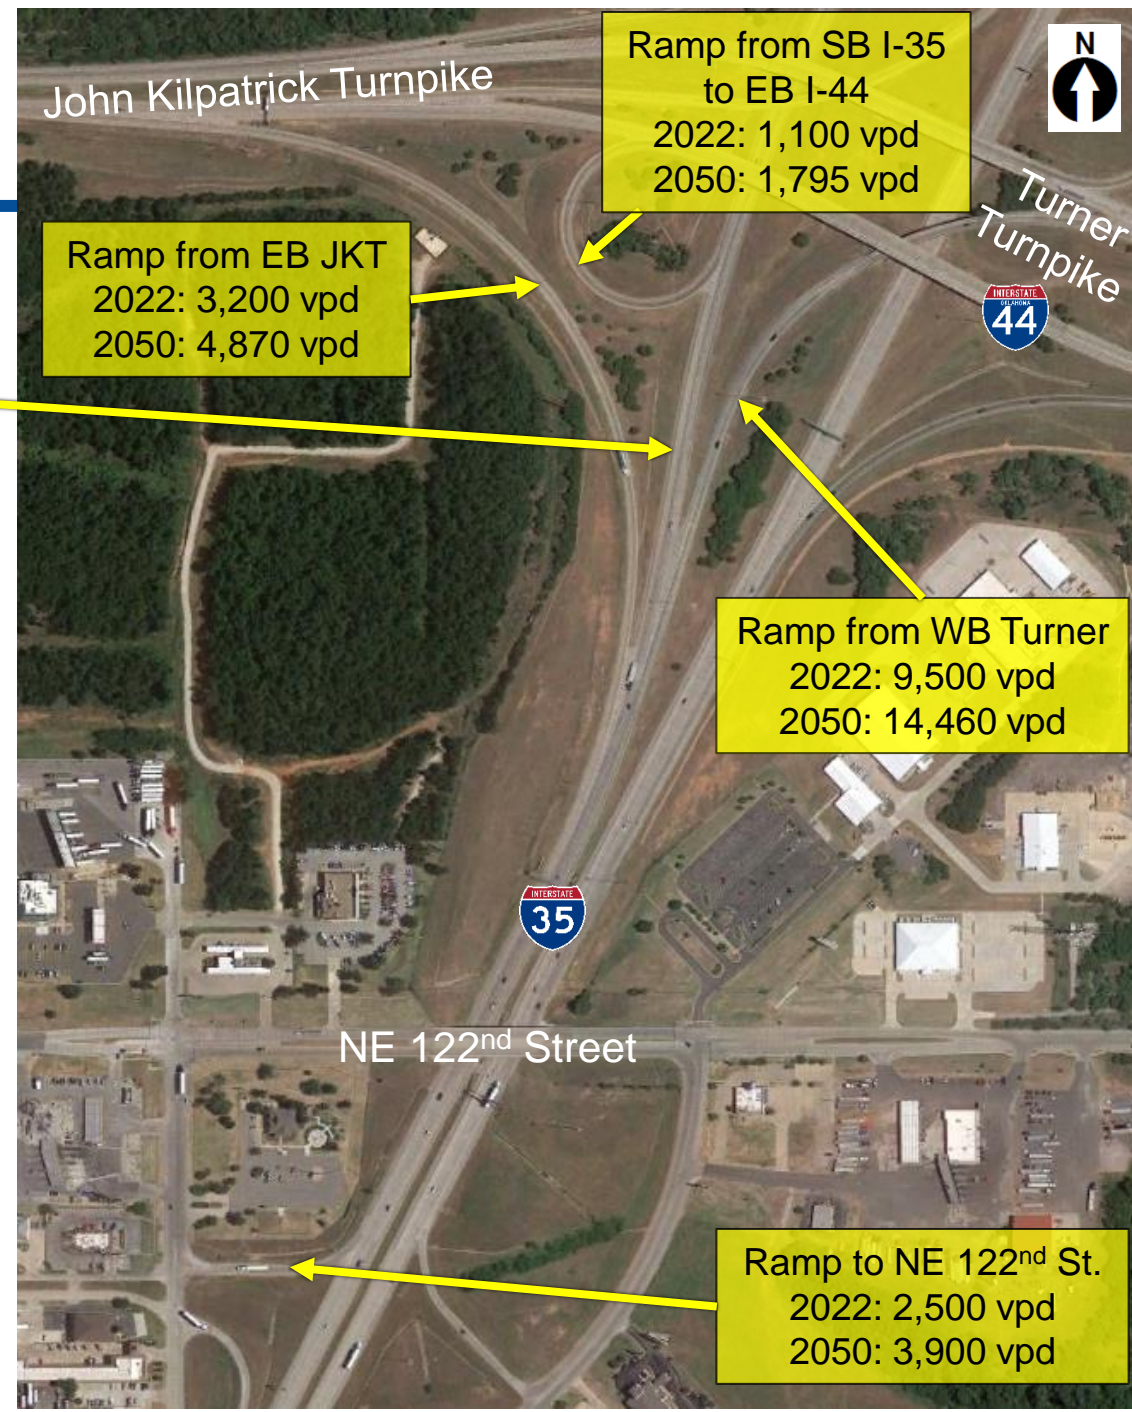 Ramp from SB I-35
to EB I-44
2022: 1,100 vpd
2050: 1,795 vpd
N
John Kilpatrick Turnpike
Turner
Turnpike
Ramp from EB JKT
2022: 3,200 vpd
2050: 4,870 vpd
INTERSTATE
OKLAHOMA
44
Ramp from WB Turner
2022: 9,500 vpd
2050: 14,460 vpd
INTERSTATE
35
NE 122nd Street
Ramp to NE 122nd St.
2022: 2,500 vpd
2050: 3,900 vpd